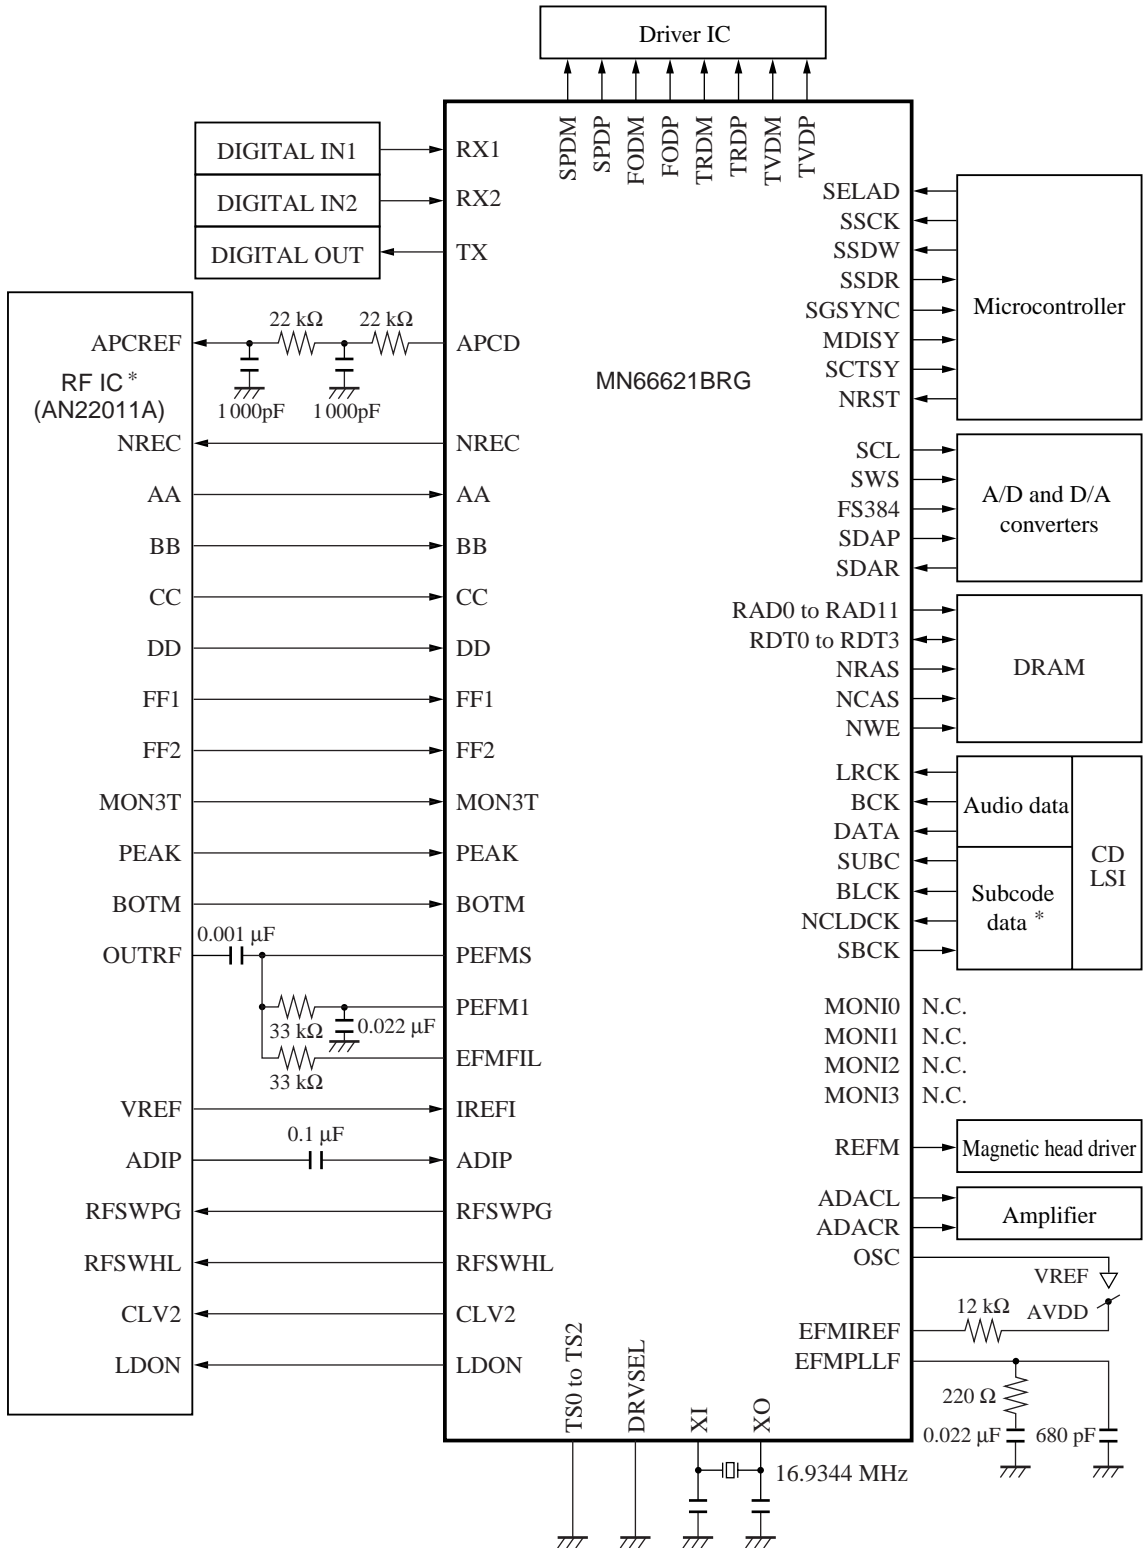 Driver IC
SPDM
SPDP
FODM
FODP
TRDM
TRDP
TVDM
TVDP
DIGITAL IN1
RX1
DIGITAL IN2
RX2
DIGITAL OUT
TX
22 kΩ
22 kΩ
APCREF
APCD
RF IC *
(AN22011A)
1000pF
1000pF
MN66621BRG
NREC
NREC
AA
AA
BB
BB
CC
CC
DD
DD
FF1
FF1
FF2
FF2
MON3T
MON3T
PEAK
PEAK
BOTM
BOTM
0.001 µF
OUTRF
PEFMS
PEFM1
33 kΩ
0.022 µF
EFMFIL
33 kΩ
VREF
IREFI
0.1 µF
ADIP
ADIP
RFSWPG
RFSWPG
RFSWHL
RFSWHL
CLV2
CLV2
LDON
LDON
SELAD
SSCK
SSDW
SSDR
SGSYNC
MDISY
SCTSY
NRST
Microcontroller
SCL
SWS
FS384
SDAP
SDAR
A/D and D/A
converters
RAD0 to RAD11
RDT0 to RDT3
NRAS
NCAS
NWE
DRAM
LRCK
BCK
DATA
SUBC
BLCK
NCLDCK
SBCK
Audio data
Subcode
data *
CD
LSI
MONI0 N.C.
MONI1 N.C.
MONI2 N.C.
MONI3 N.C.
REFM
Magnetic head driver
ADACL
ADACR
Amplifier
OSC
VREF
AVDD
12 kΩ
EFMIREF
EFMPLLF
220 Ω
0.022 µF
680 pF
TS0 to TS2
DRVSEL
XI
XO
16.9344 MHz